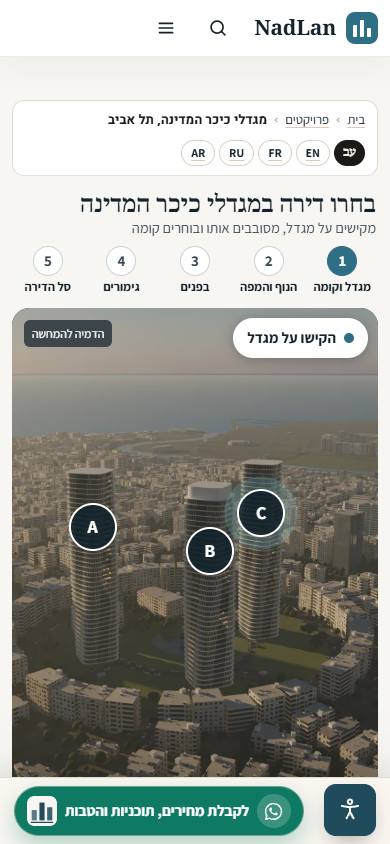 NadLan
בית › פרויקטים › מגדלי כיכר המדינה, תל אביב
עב EN FR RU AR
בחרו דירה במגדלי כיכר המדינה
מקישים על מגדל, מסובבים אותו ובוחרים קומה
1 2 3 4 5
מגדל וקומה הנוף והמפה בפנים גימורים סל הדירה
הקישו על מגדל
הדמיה להמחשה
A
B
C
לקבלת מחירים, תוכניות והטבות